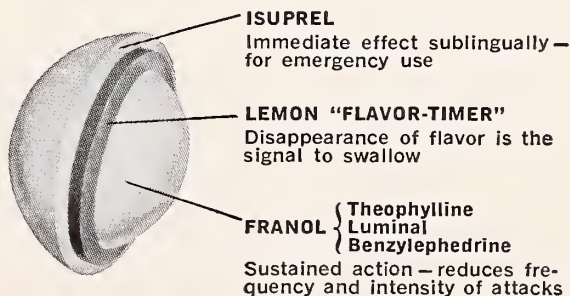 ISUPREL
Immediate effect sublingually—
for emergency use
LEMON "FLAVOR-TIMER"
Disappearance of flavor is the
signal to swallow
FRANOL { Theophylline
Luminal
Benzylephedrine
Sustained action—reduces fre-
quency and intensity of attacks